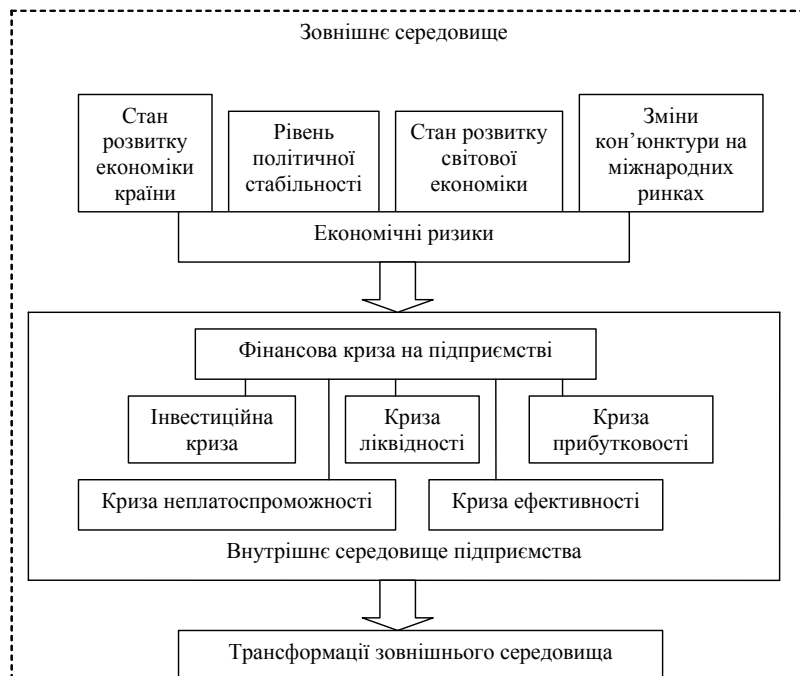 Зовнішнє середовище
Стан
розвитку
економіки
країни
Рівень
політичної
стабільності
Стан розвитку
світової
економіки
Зміни
кон’юнктури на
міжнародних
ринках
Економічні ризики
Фінансова криза на підприємстві
Інвестиційна
криза
Криза
ліквідності
Криза
прибутковості
Криза неплатоспроможності
Криза ефективності
Внутрішнє середовище підприємства
Трансформації зовнішнього середовища